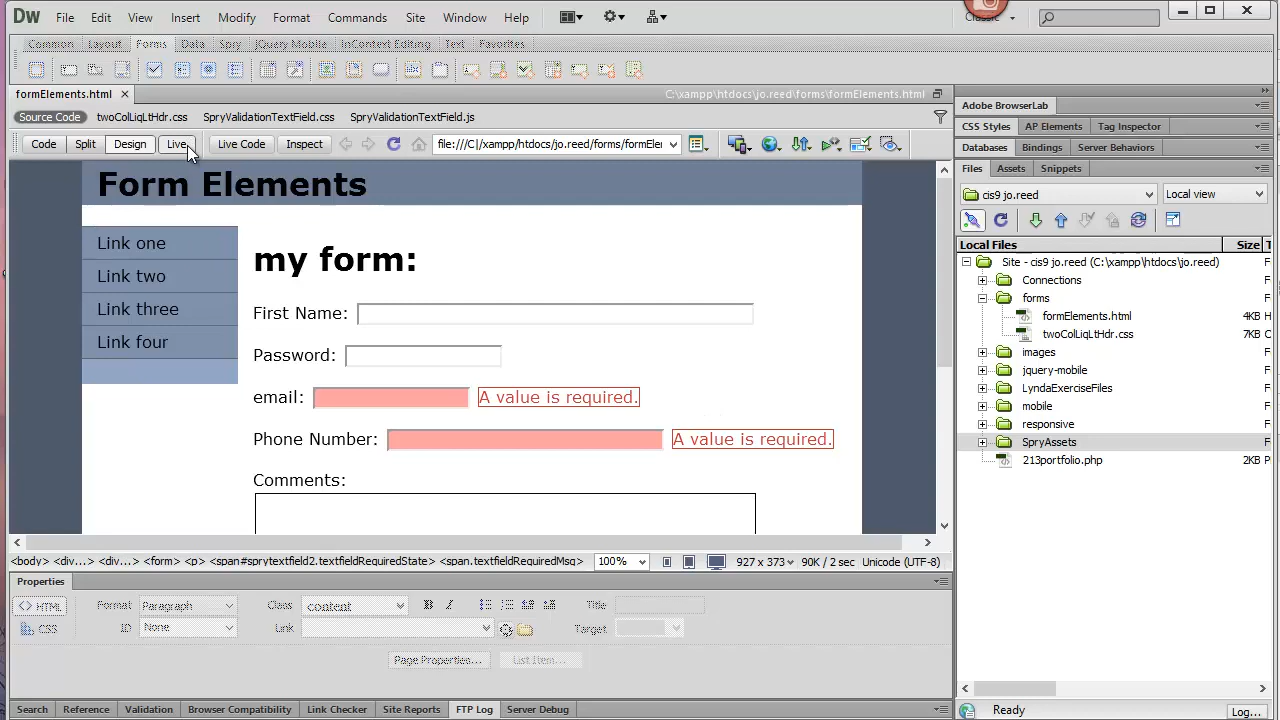 Dw File Edit View Insert Modify Format Commands Site Window Help Classic
Common Layout Forms Data Spry jQuery Mobile InContext Editing Text Favorites
formElements.html C:\xampp\htdocs\jo.reed\forms\formElements.html
Source Code twoColLiqLtHdr.css SpryValidationTextField.css SpryValidationTextField.js
Code Split Design Live Live Code Inspect file:///C|/xampp/htdocs/jo.reed/forms/formEler
Form Elements
Link one
Link two
Link three
Link four
my form:
First Name:
Password:
email: A value is required.
Phone Number: A value is required.
Comments:
<body> <div...> <div...> <form> <p> <span#sprytextfield2.textfieldRequiredState> <span.textfieldRequiredMsg> 100% 927 x 373 90K / 2 sec Unicode (UTF-8)
Properties
<> HTML Format Paragraph Class B I Title
CSS ID None Link Target
Page Properties... List Item...
Search Reference Validation Browser Compatibility Link Checker Site Reports FTP Log Server Debug
Adobe BrowserLab
CSS Styles AP Elements Tag Inspector
Databases Bindings Server Behaviors
Files Assets Snippets
cis9 jo.reed Local view
Local Files Size T
Site - cis9 jo.reed (C:\xampp\htdocs\jo.reed) F
Connections F
forms F
formElements.html 4KB H
twoColLiqLtHdr.css 7KB C
images F
jquery-mobile F
LyndaExerciseFiles F
mobile F
responsive F
SpryAssets F
213portfolio.php 2KB P
Ready Log...